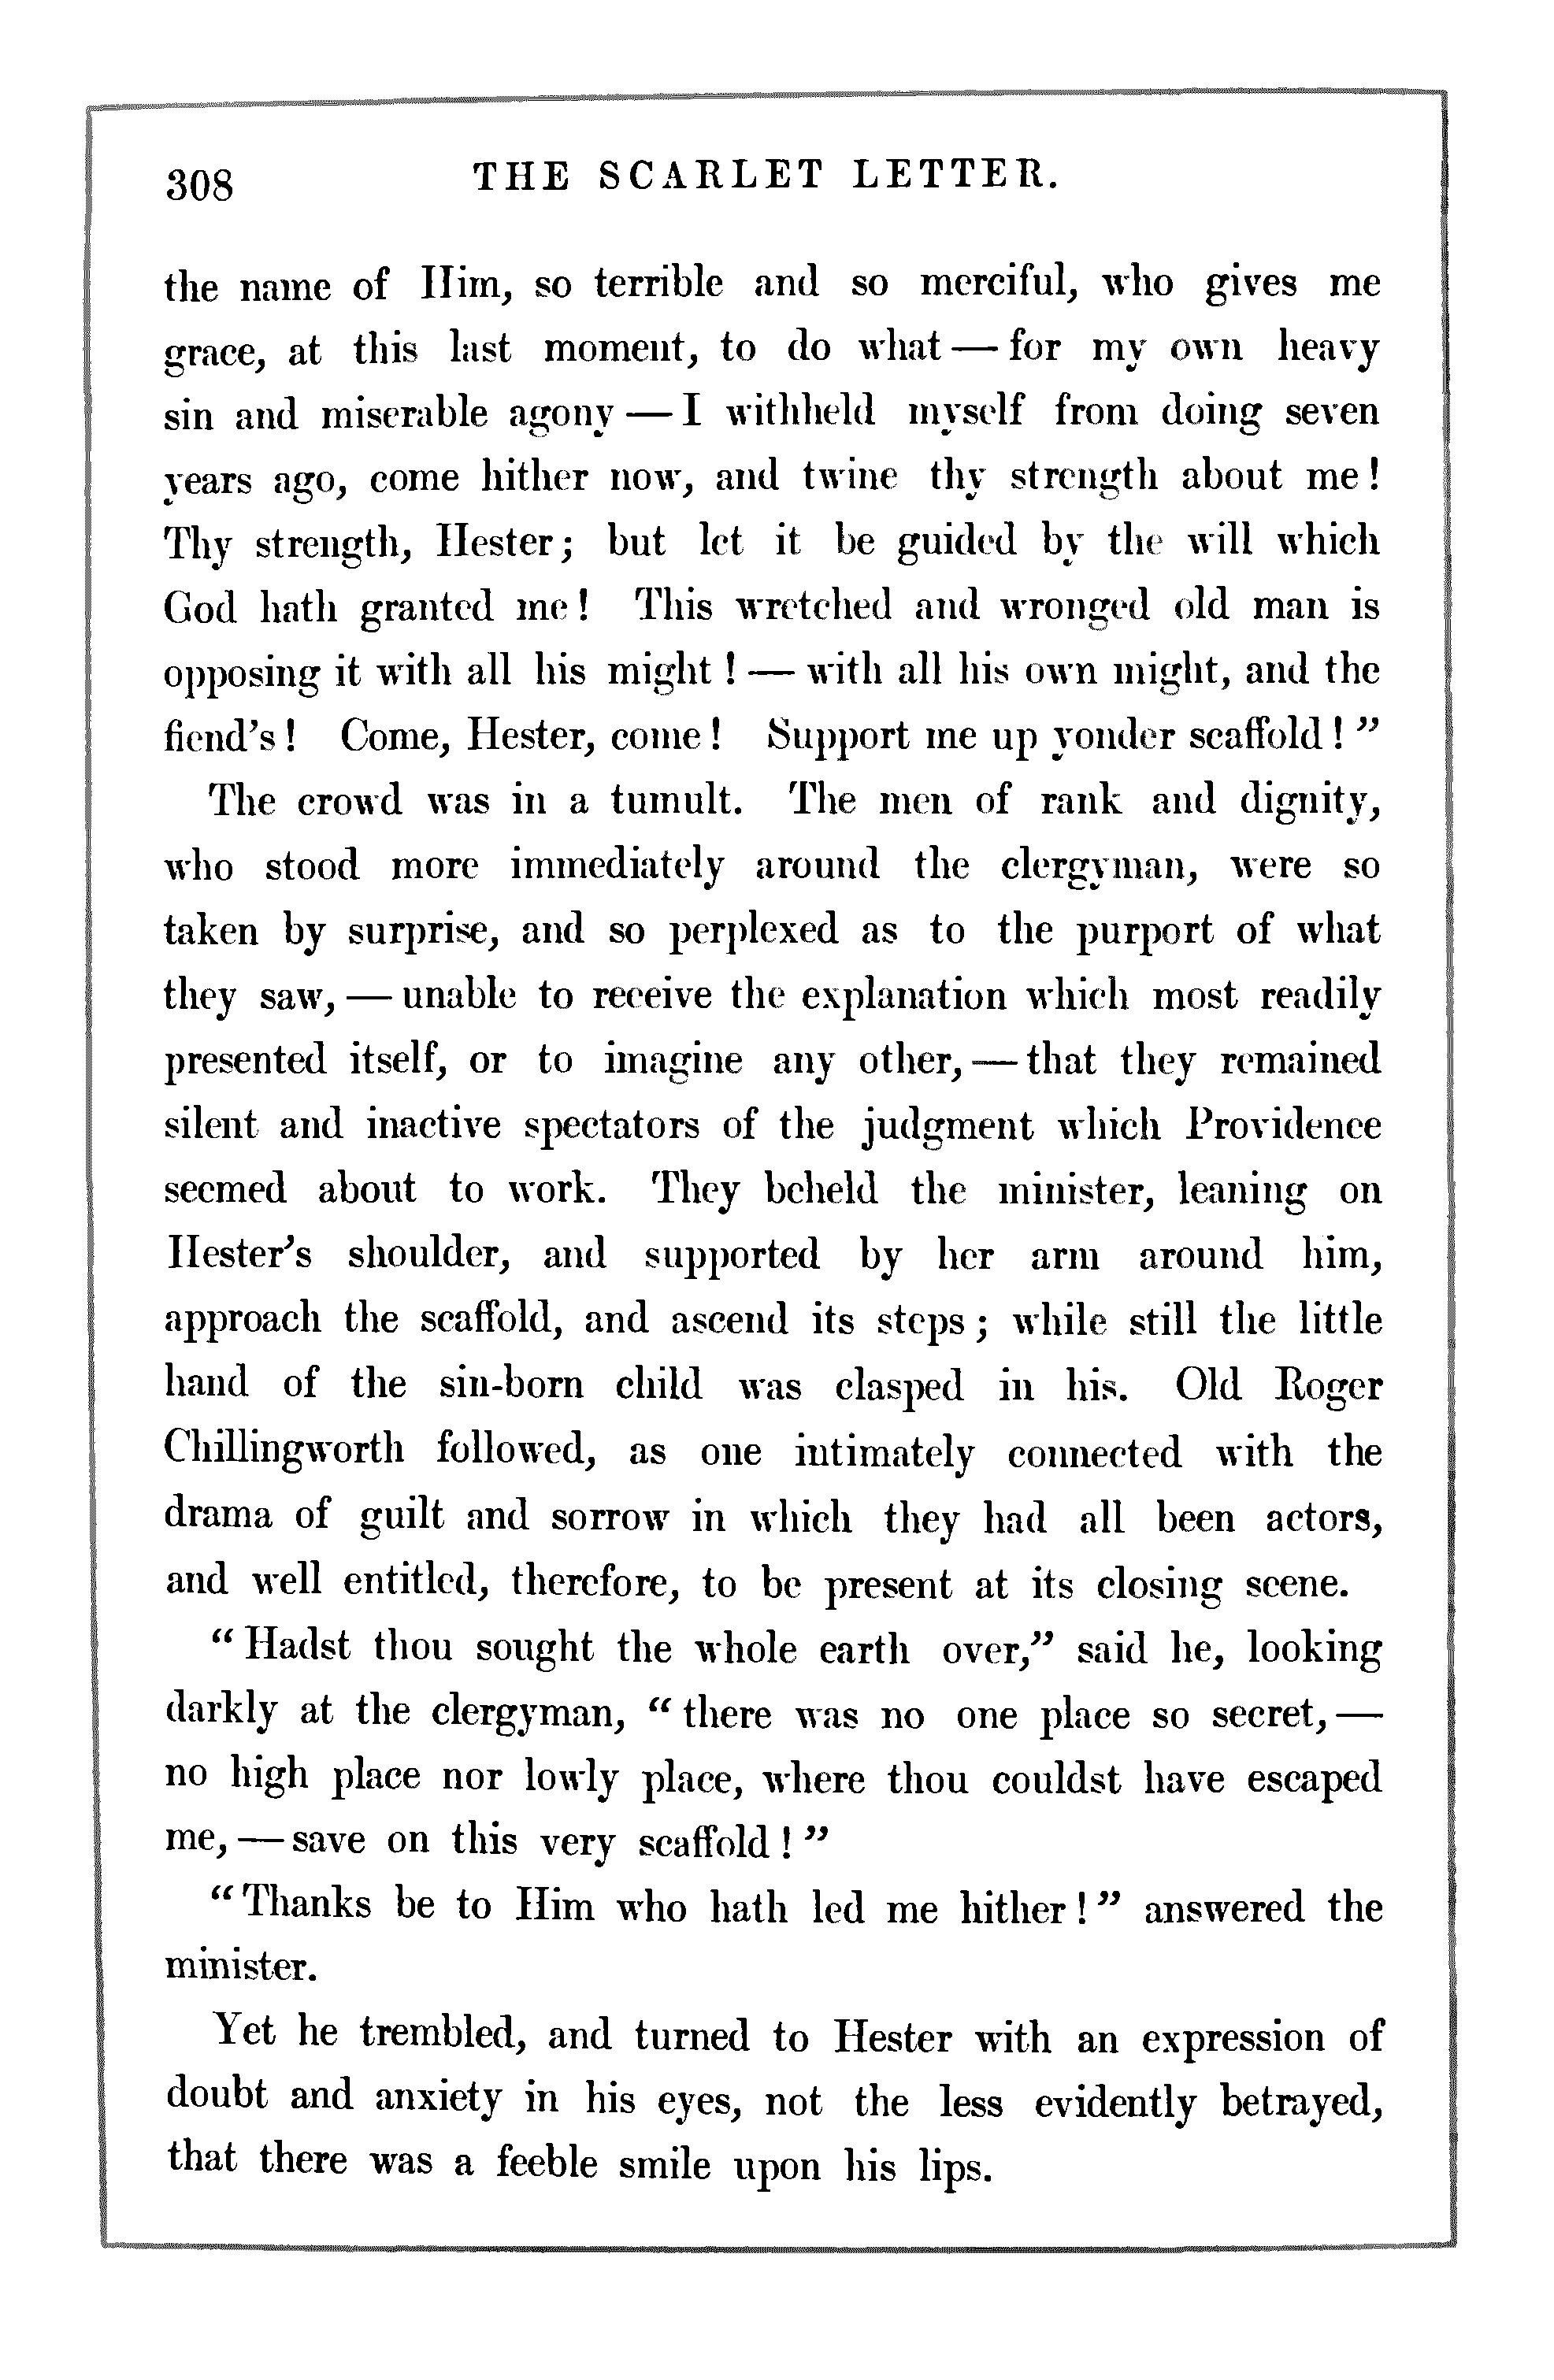 308
THE SCARLET LETTER.
the name of Him, so terrible and so merciful, who gives me
grace, at this last moment, to do what — for my own heavy
sin and miserable agony — I withheld myself from doing seven
years ago, come hither now, and twine thy strength about me!
Thy strength, Hester; but let it be guided by the will which
God hath granted me! This wretched and wronged old man is
opposing it with all his might! — with all his own might, and the
fiend's! Come, Hester, come! Support me up yonder scaffold!"
The crowd was in a tumult. The men of rank and dignity,
who stood more immediately around the clergyman, were so
taken by surprise, and so perplexed as to the purport of what
they saw, — unable to receive the explanation which most readily
presented itself, or to imagine any other, — that they remained
silent and inactive spectators of the judgment which Providence
seemed about to work. They beheld the minister, leaning on
Hester's shoulder, and supported by her arm around him,
approach the scaffold, and ascend its steps; while still the little
hand of the sin-born child was clasped in his. Old Roger
Chillingworth followed, as one intimately connected with the
drama of guilt and sorrow in which they had all been actors,
and well entitled, therefore, to be present at its closing scene.
"Hadst thou sought the whole earth over," said he, looking
darkly at the clergyman, "there was no one place so secret, —
no high place nor lowly place, where thou couldst have escaped
me, — save on this very scaffold!"
"Thanks be to Him who hath led me hither!" answered the
minister.
Yet he trembled, and turned to Hester with an expression of
doubt and anxiety in his eyes, not the less evidently betrayed,
that there was a feeble smile upon his lips.